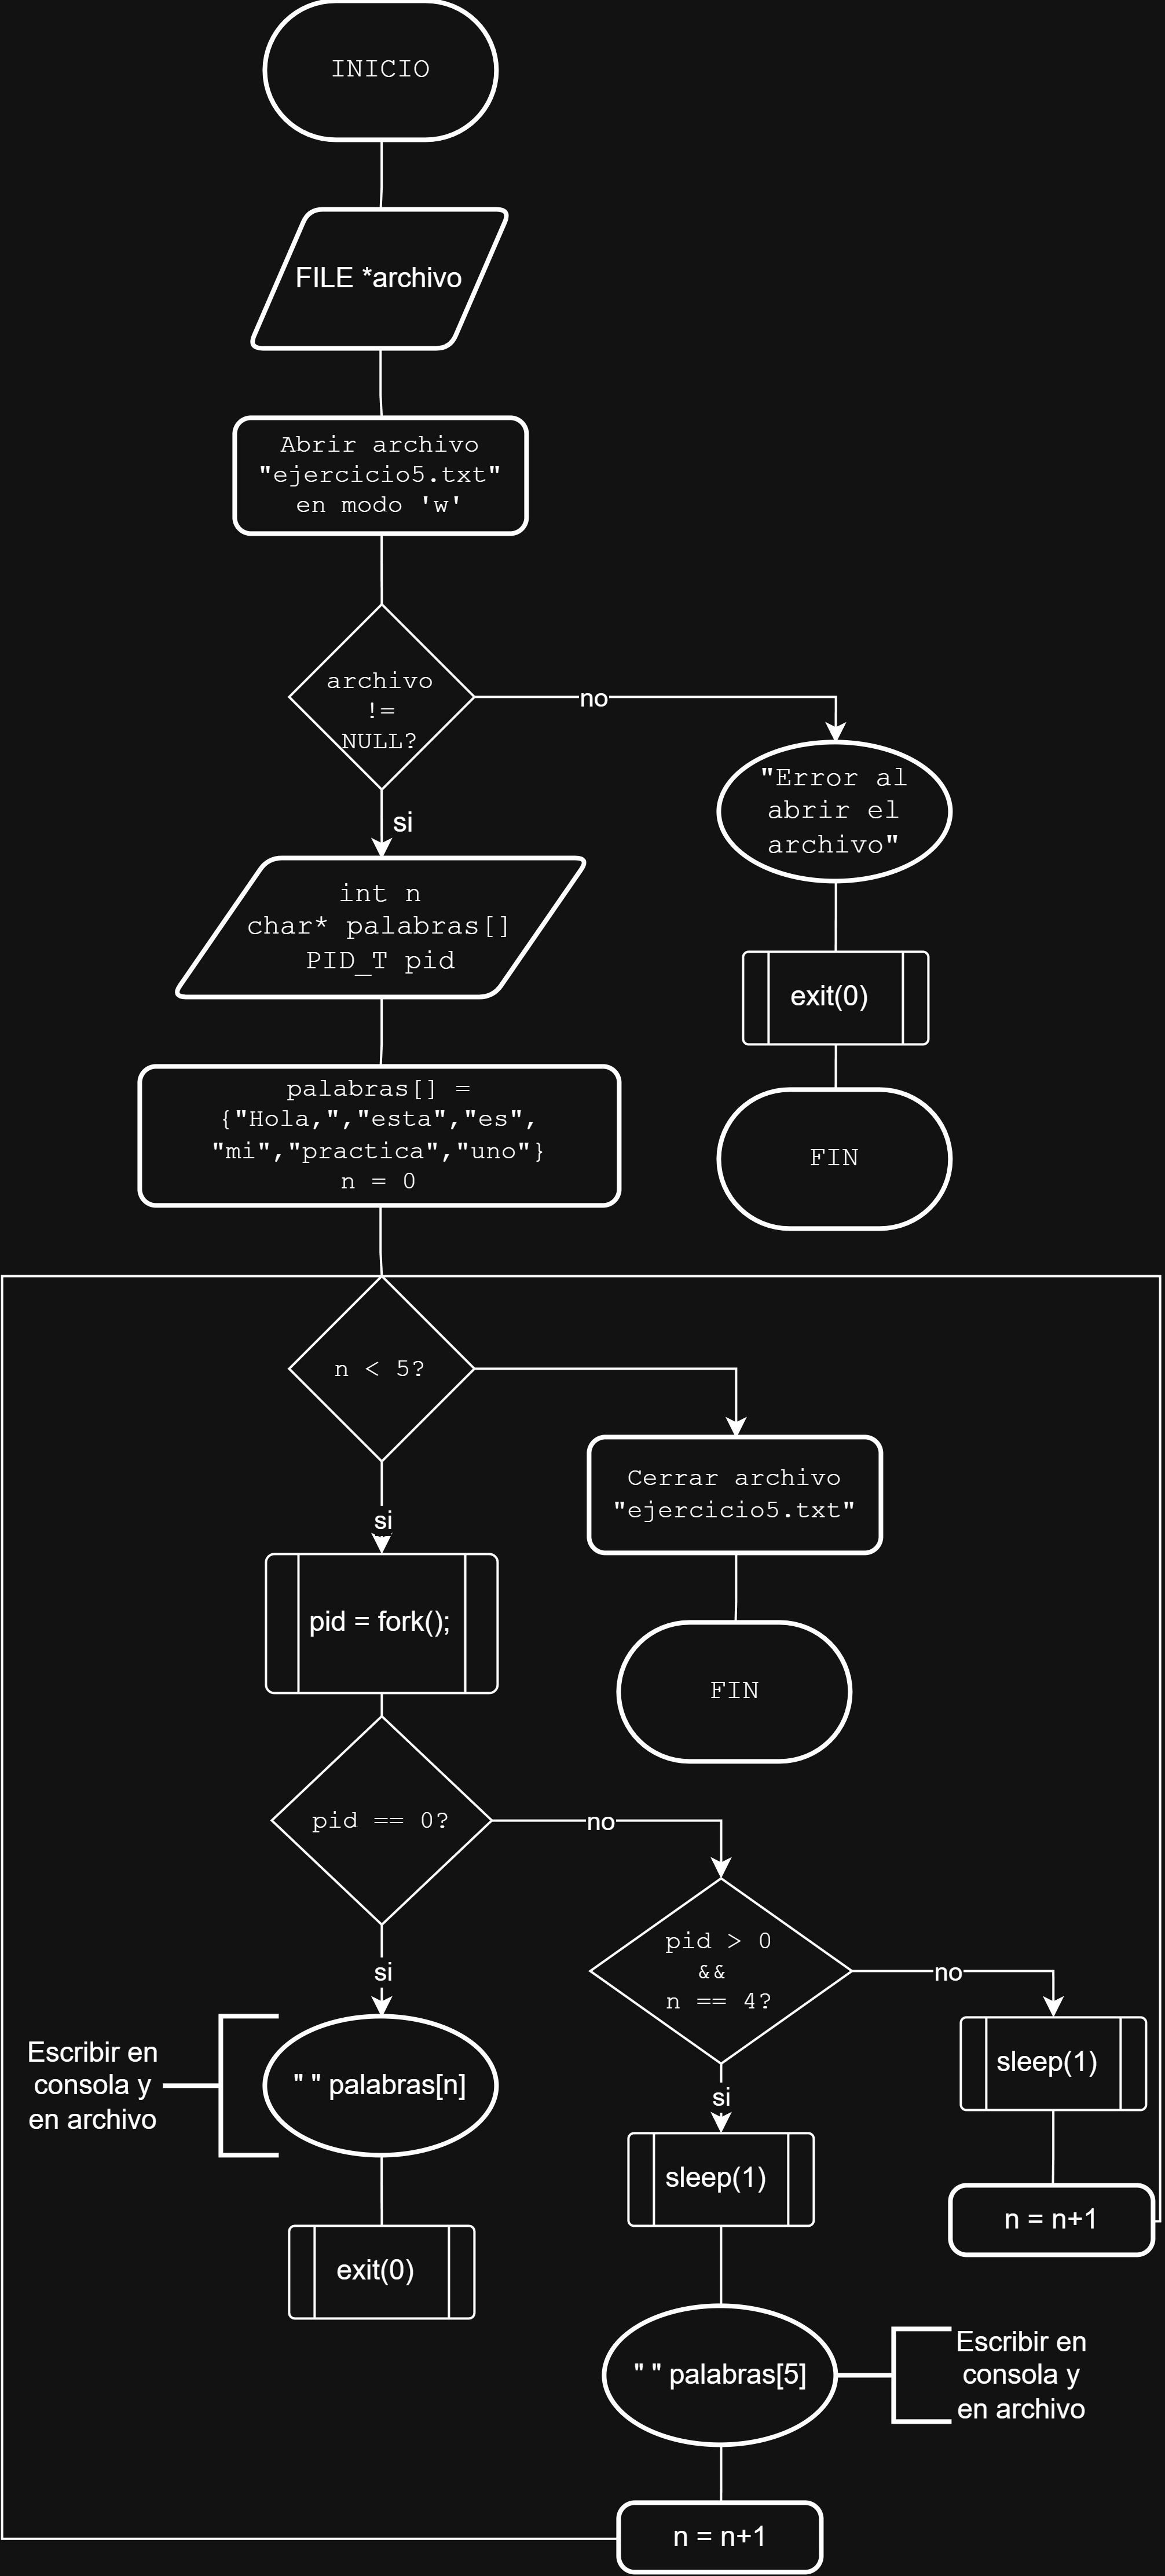 INICIO
FILE *archivo
Abrir archivo
"ejercicio5.txt"
en modo 'w'
archivo
!=
NULL?
no
"Error al
abrir el
archivo"
si
int n
char* palabras[]
PID_T pid
exit(0)
palabras[] =
{"Hola,","esta","es",
"mi","practica","uno"}
n = 0
FIN
n < 5?
Cerrar archivo
"ejercicio5.txt"
si
pid = fork();
FIN
pid == 0?
no
pid > 0
&&
n == 4?
no
si
sleep(1)
Escribir en
consola y
en archivo
" " palabras[n]
si
sleep(1)
n = n+1
exit(0)
" " palabras[5]
Escribir en
consola y
en archivo
n = n+1